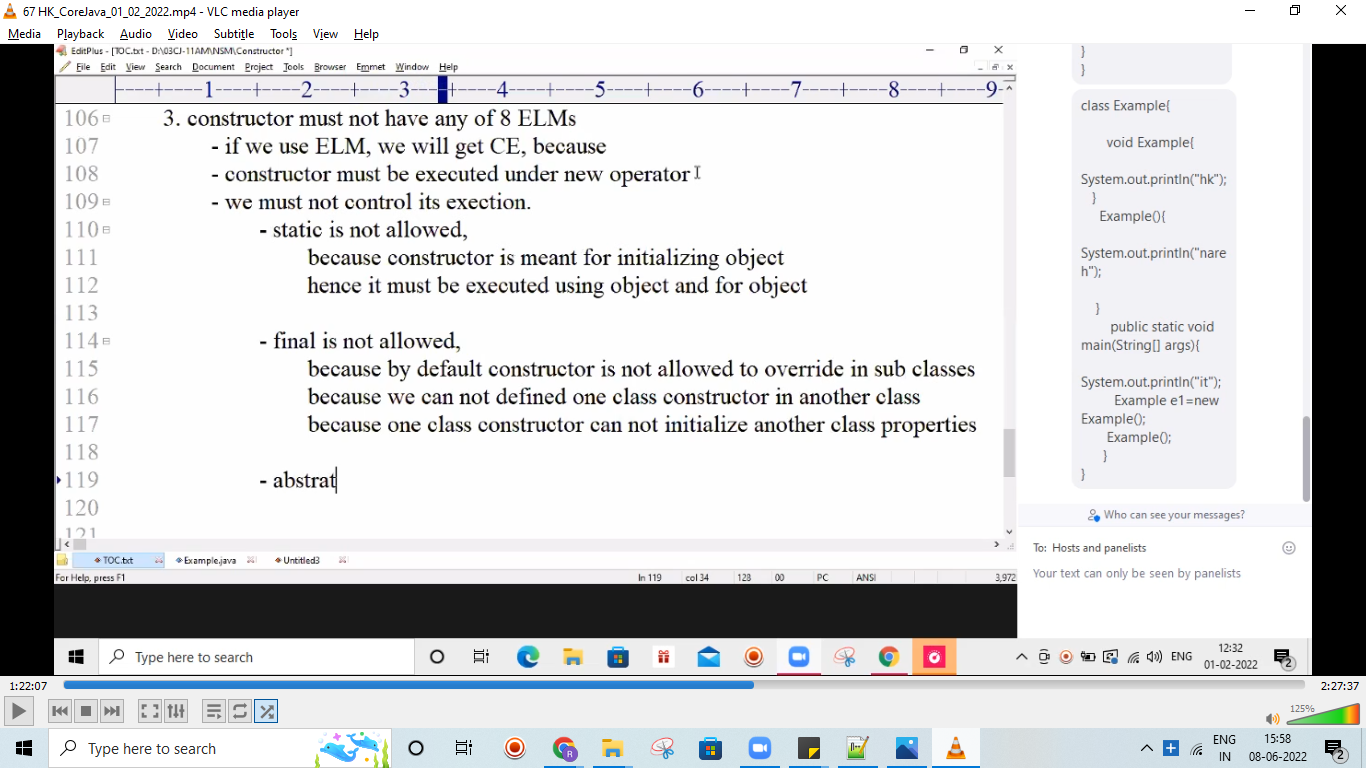 67 HK_CoreJava_01_02_2022.mp4 - VLC media player
Media Playback Audio Video Subtitle Tools View Help
EditPlus - [TOC.txt - D:\03CJ-11AM\NSM\Constructor *]
File Edit View Search Document Project Tools Browser Emmet Window Help
1 2 3 4 5 6 7 8 9
106 3. constructor must not have any of 8 ELMs
107 - if we use ELM, we will get CE, because
108 - constructor must be executed under new operator
109 - we must not control its exection.
110 - static is not allowed,
111 because constructor is meant for initializing object
112 hence it must be executed using object and for object
113
114 - final is not allowed,
115 because by default constructor is not allowed to override in sub classes
116 because we can not defined one class constructor in another class
117 because one class constructor can not initialize another class properties
118
119 - abstrat
120
121
TOC.txt Example.java Untitled3
For Help, press F1 ln 119 col 34 128 00 PC ANSI 3,972
}
}
class Example{
void Example{
System.out.println("hk");
}
Example(){
System.out.println("nare
h");
}
public static void
main(String[] args){
System.out.println("it");
Example e1=new
Example();
Example();
}
}
Who can see your messages?
To: Hosts and panelists
Your text can only be seen by panelists
Type here to search
ENG
12:32
01-02-2022
2
1:22:07 2:27:37
125%
Type here to search
R
ENG
IN
15:58
08-06-2022
2